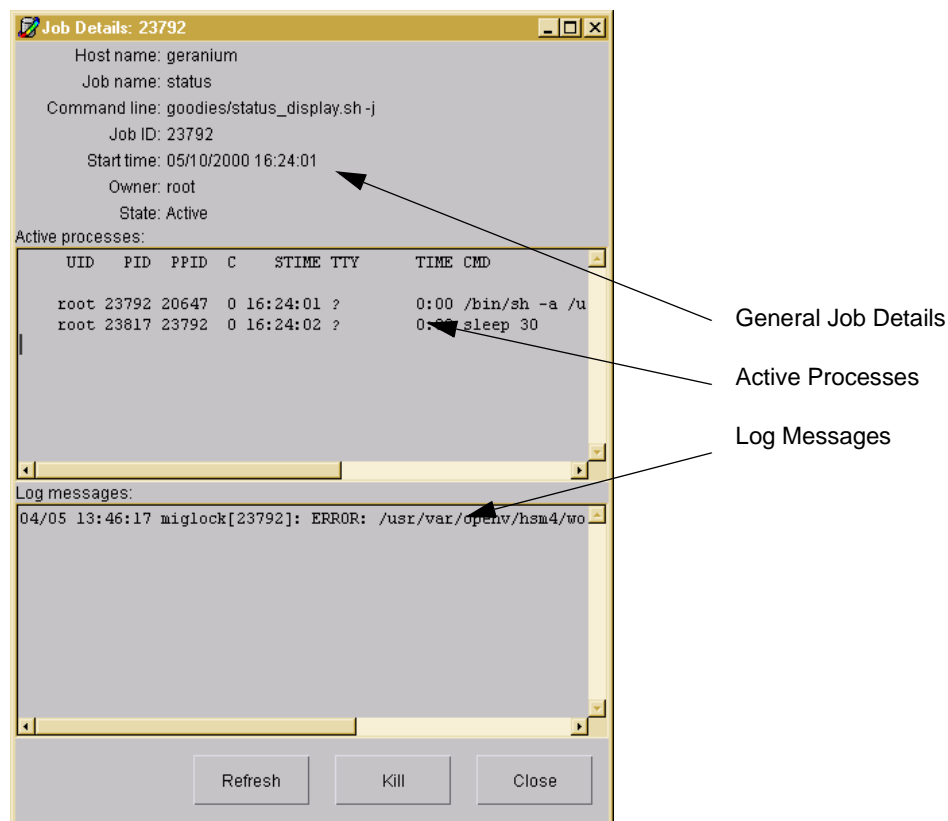 Job Details: 23792
Host name: geranium
Job name: status
Command line: goodies/status_display.sh -j
Job ID: 23792
Start time: 05/10/2000 16:24:01
Owner: root
State: Active
Active processes:
UID PID PPID C STIME TTY TIME CMD
root 23792 20647 0 16:24:01 ? 0:00 /bin/sh -a /u
root 23817 23792 0 16:24:02 ? 0:00 sleep 30
Log messages:
04/05 13:46:17 miglock[23792]: ERROR: /usr/var/openv/hsm4/wo
Refresh Kill Close
General Job Details
Active Processes
Log Messages